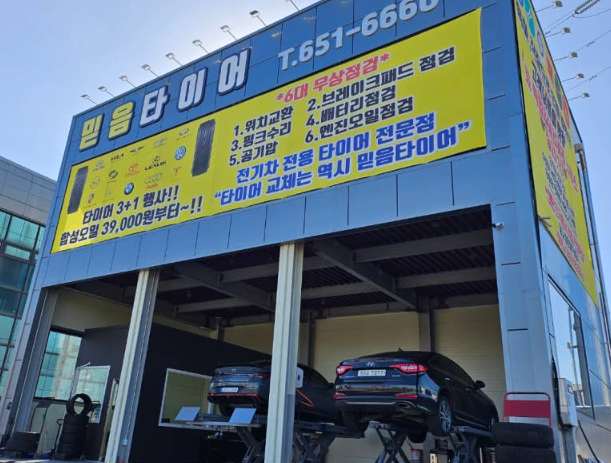 믿음타이어 T.651-6660
*6대 무상점검*
1.위치교환 2.브레이크패드 점검
3.펑크수리 4.배터리점검
5.공기압 6.엔진오일점검
전기차 전용 타이어 전문점
"타이어 교체는 역시 믿음타이어"
LEXUS
BMW
타이어 3+1 행사!!
합성오일 39,000원부터~!!